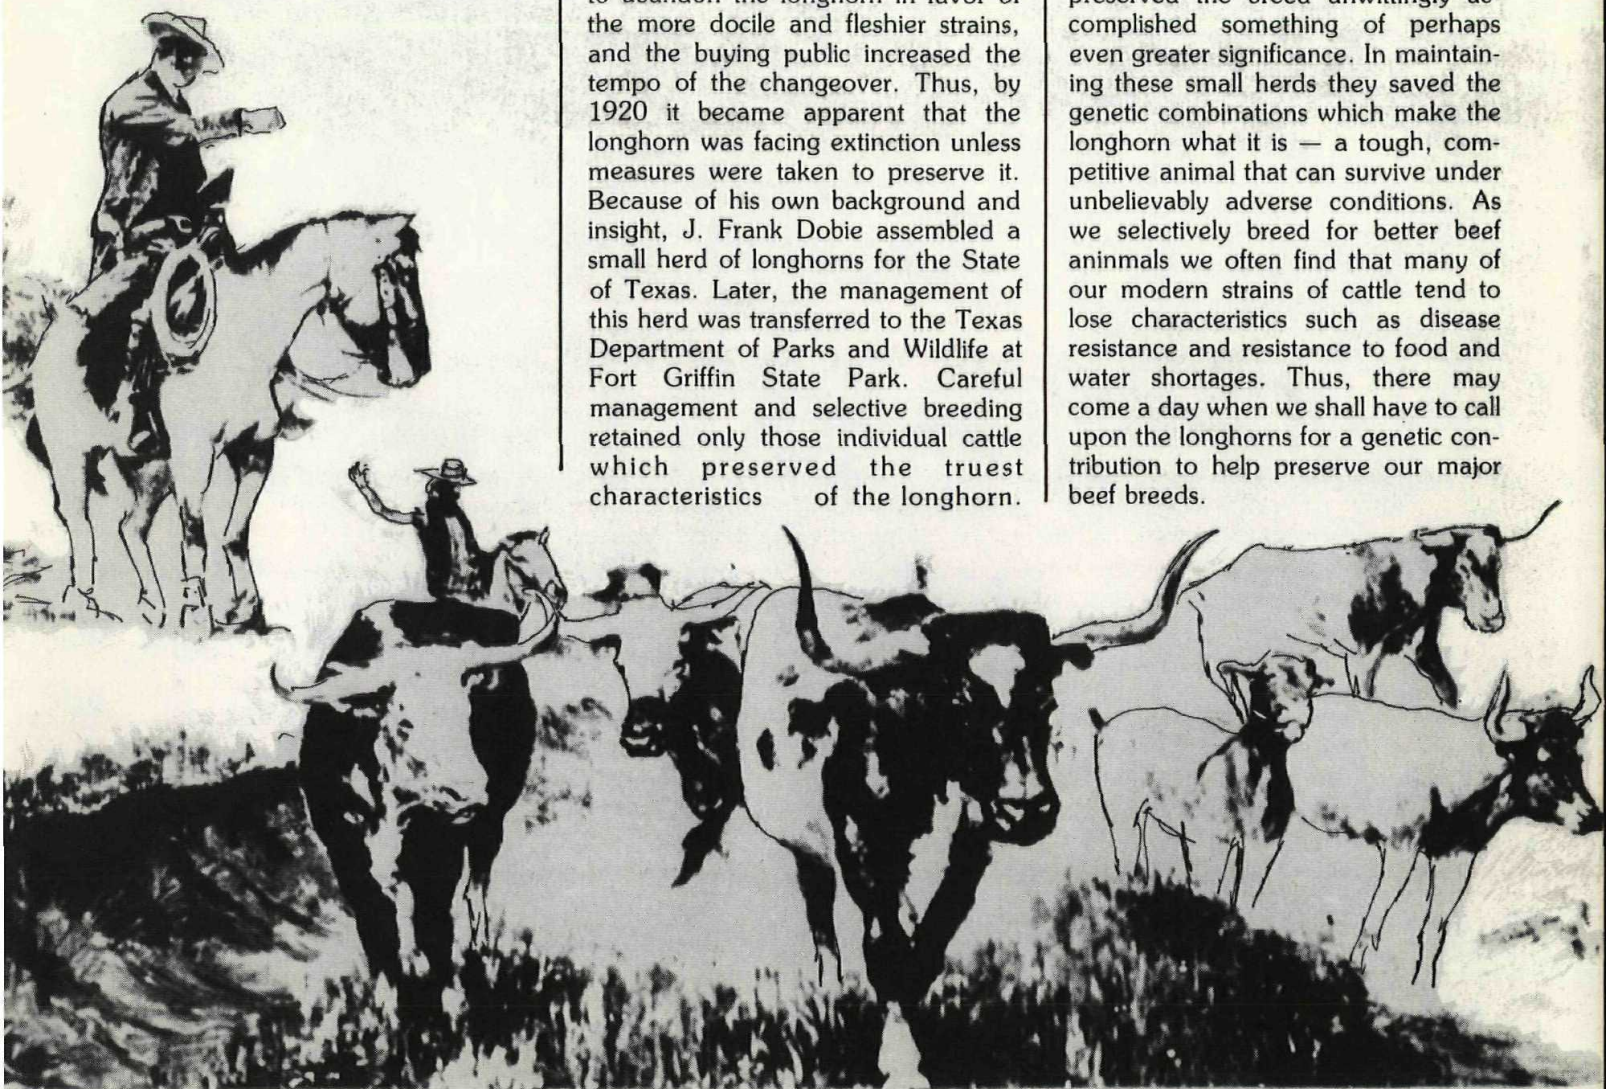 the more docile and fleshier strains,
and the buying public increased the
tempo of the changeover. Thus, by
1920 it became apparent that the
longhorn was facing extinction unless
measures were taken to preserve it.
Because of his own background and
insight, J. Frank Dobie assembled a
small herd of longhorns for the State
of Texas. Later, the management of
this herd was transferred to the Texas
Department of Parks and Wildlife at
Fort Griffin State Park. Careful
management and selective breeding
retained only those individual cattle
which preserved the truest
characteristics of the longhorn.
complished something of perhaps
even greater significance. In maintain-
ing these small herds they saved the
genetic combinations which make the
longhorn what it is — a tough, com-
petitive animal that can survive under
unbelievably adverse conditions. As
we selectively breed for better beef
aninmals we often find that many of
our modern strains of cattle tend to
lose characteristics such as disease
resistance and resistance to food and
water shortages. Thus, there may
come a day when we shall have to call
upon the longhorns for a genetic con-
tribution to help preserve our major
beef breeds.